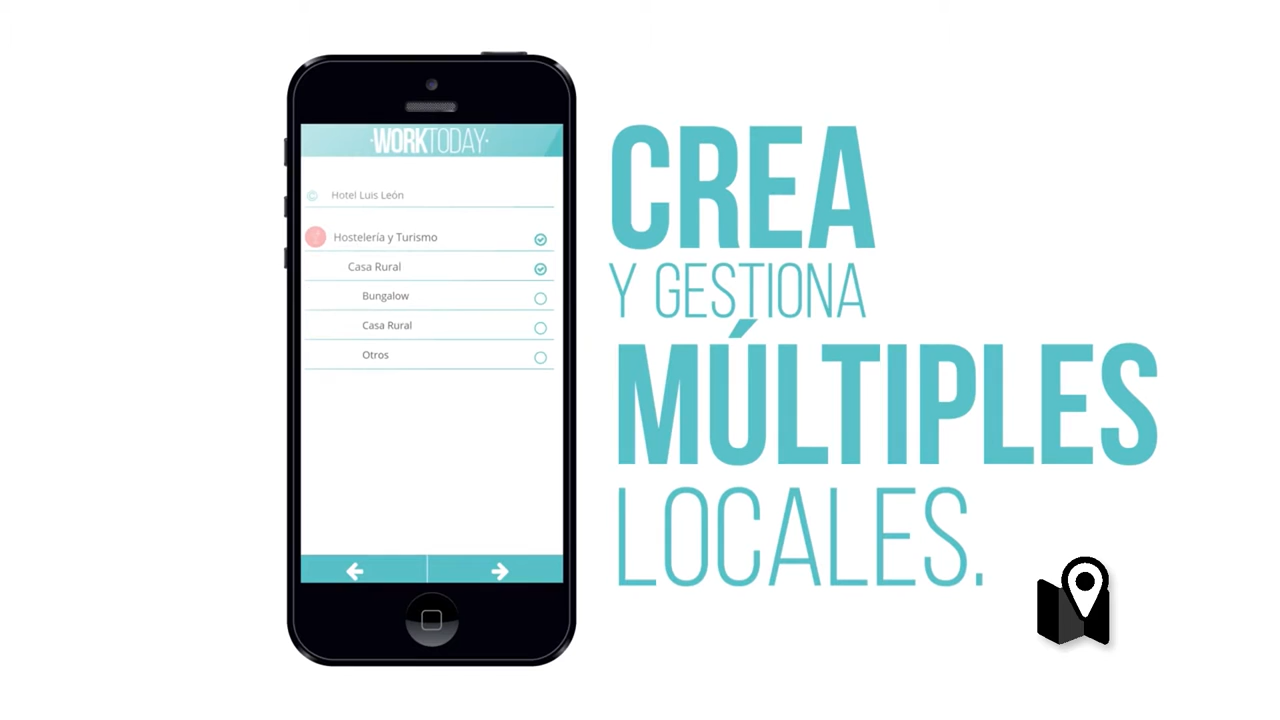 ·WORKTODAY·
© Hotel Luis León
Hostelería y Turismo
Casa Rural
Bungalow
Casa Rural
Otros
CREA
Y GESTIONA
MÚLTIPLES
LOCALES.